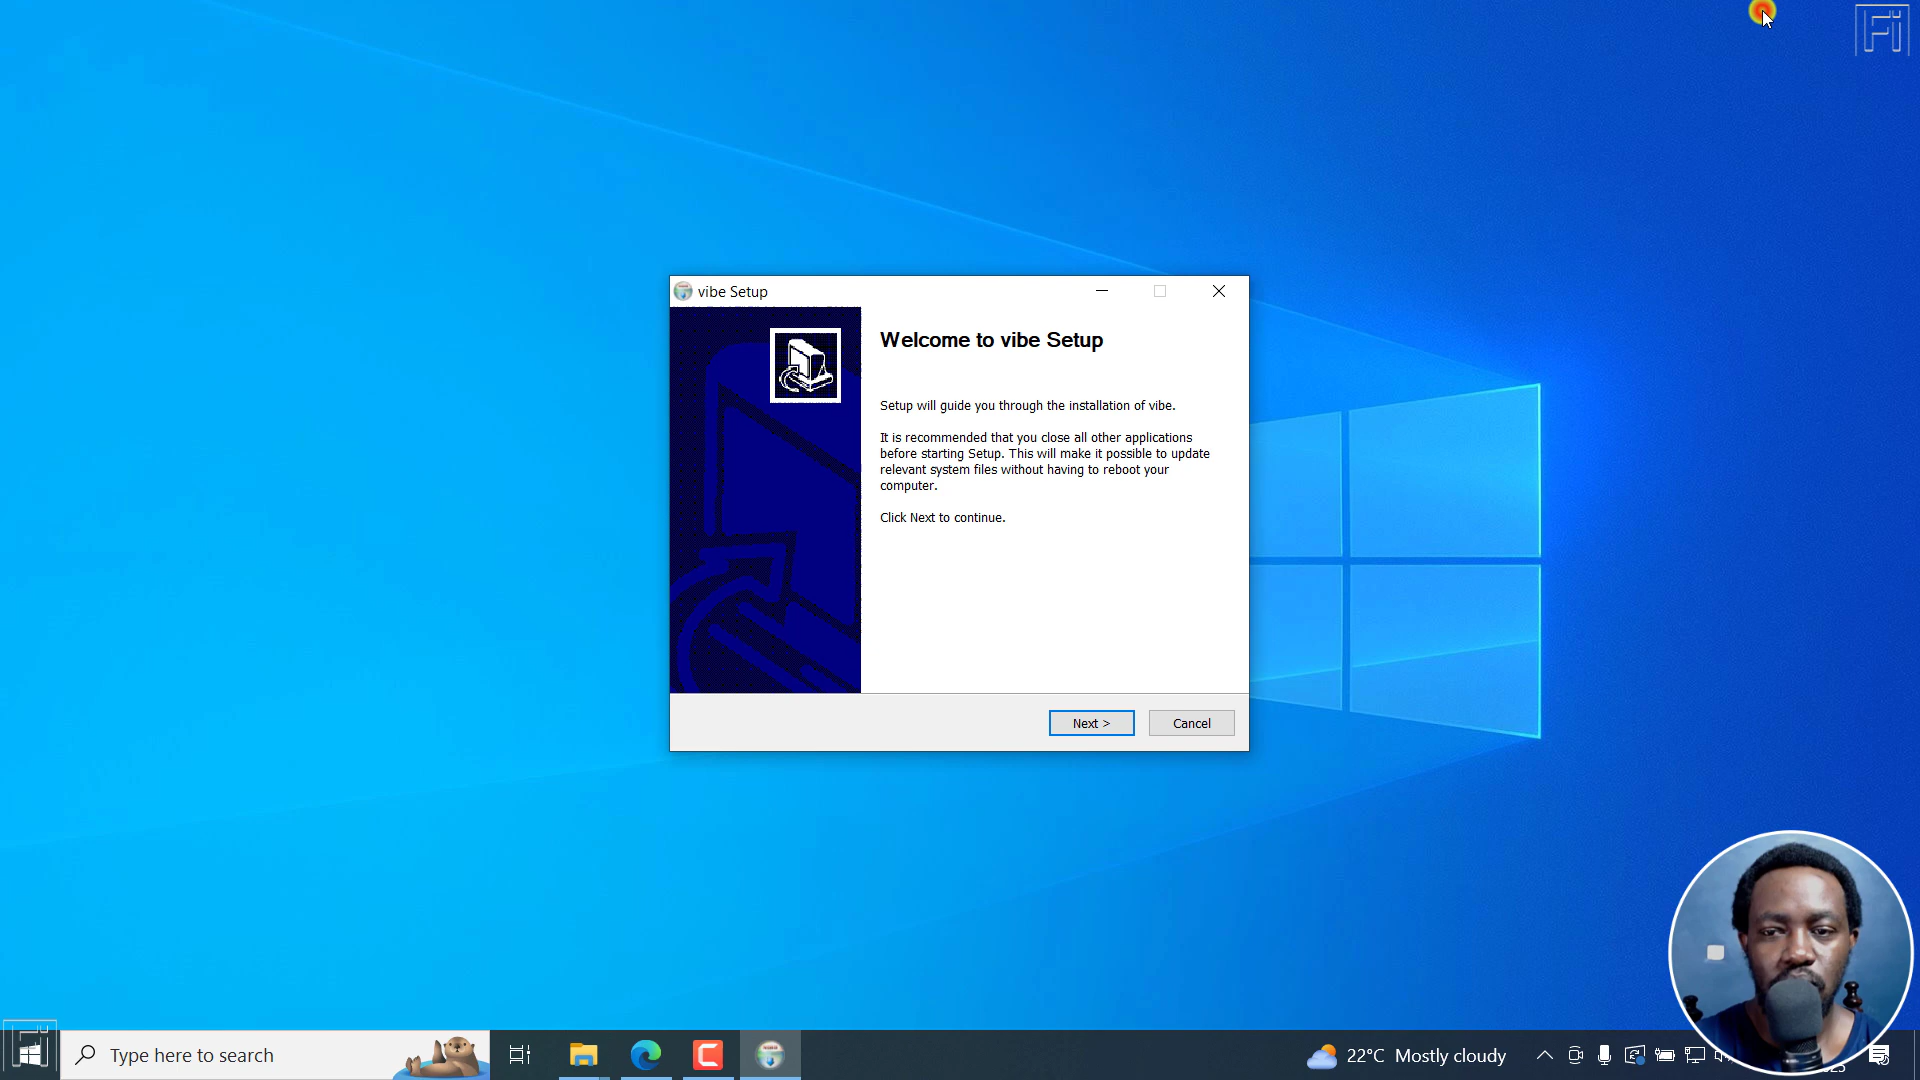 Fi
vibe Setup
Welcome to vibe Setup
Setup will guide you through the installation of vibe.
It is recommended that you close all other applications
before starting Setup. This will make it possible to update
relevant system files without having to reboot your
computer.
Click Next to continue.
Next >
Cancel
Type here to search
22°C Mostly cloudy